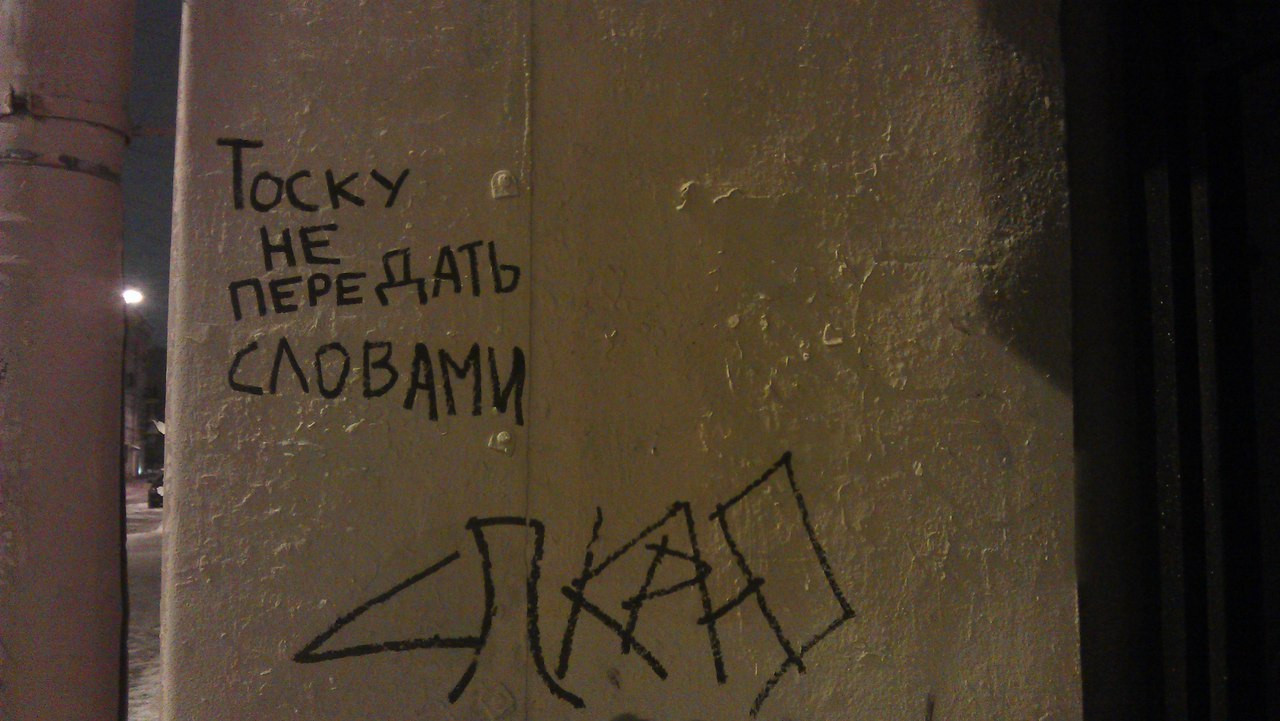 Тоску
не
передать
словами